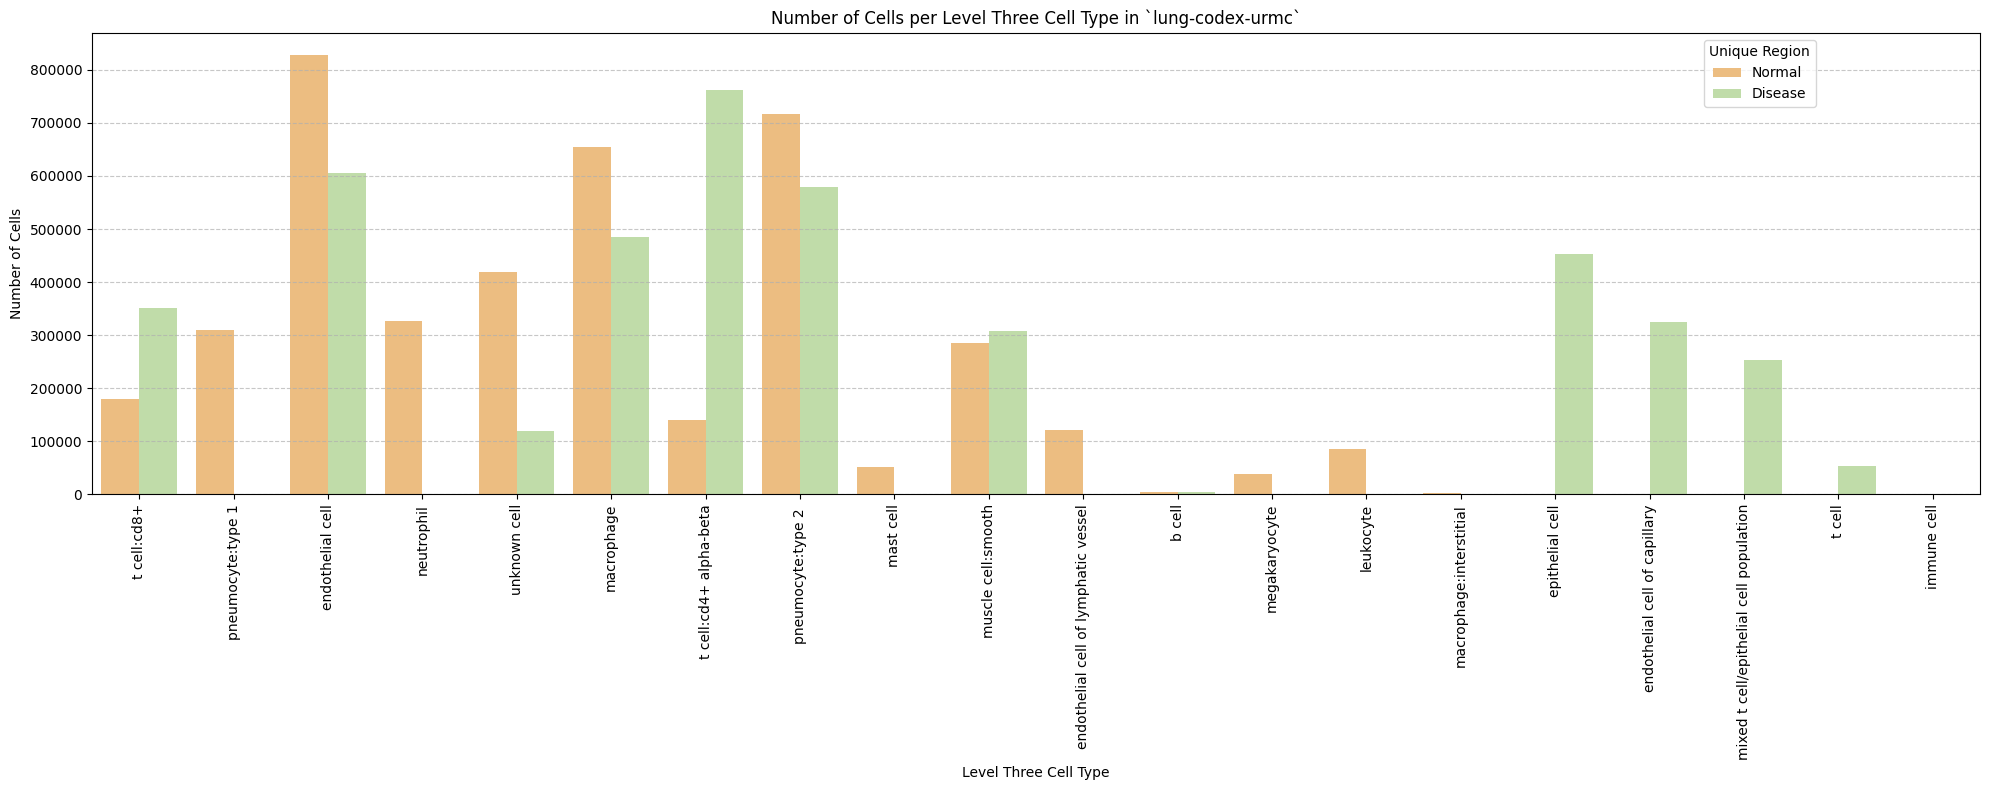 Number of Cells per Level Three Cell Type in `lung-codex-urmc`
Unique Region
Normal
Disease
Number of Cells
800000
700000
600000
500000
400000
300000
200000
100000
0
t cell:cd8+
pneumocyte:type 1
endothelial cell
neutrophil
unknown cell
macrophage
t cell:cd4+ alpha-beta
pneumocyte:type 2
mast cell
muscle cell:smooth
endothelial cell of lymphatic vessel
b cell
megakaryocyte
leukocyte
macrophage:interstitial
epithelial cell
endothelial cell of capillary
mixed t cell/epithelial cell population
t cell
immune cell
Level Three Cell Type